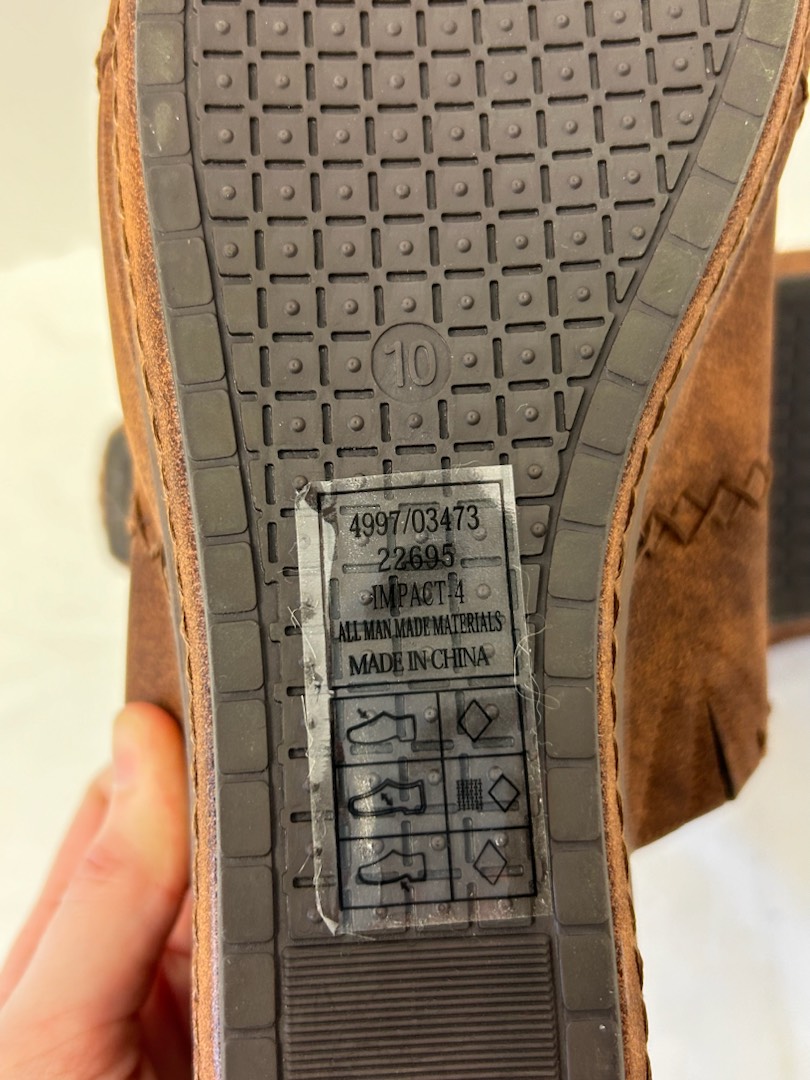 10
4997/03473
22695
IMPACT-4
ALL MAN MADE MATERIALS
MADE IN CHINA